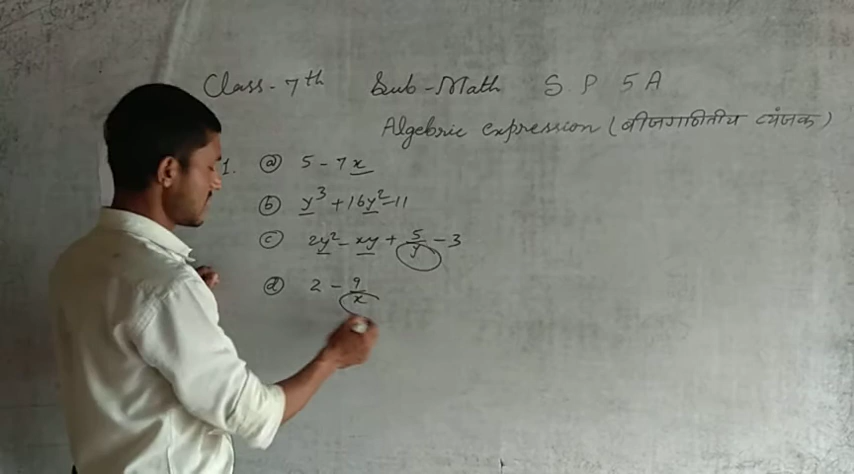 Class-7th Sub-Math S.P 5A
Algebric expression (बीजगानितीय व्यंजक)
1. (a) 5 - 7x
(b) y³ + 16y² - 11
(c) 2y² - xy + 5/y - 3
(d) 2 - 9/x